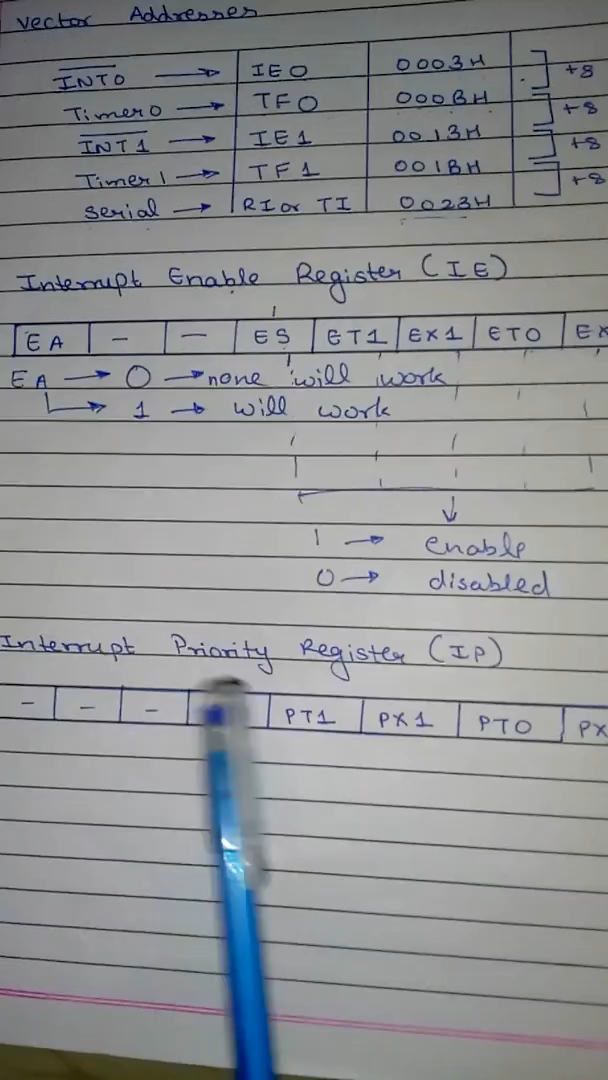 Vector Addresses
INT0 → IE0 0003H +8
Timer0 → TF0 000BH +8
INT1 → IE1 0013H +8
Timer1 → TF1 001BH +8
Serial → RI or TI 0023H
Interrupt Enable Register (IE)
EA - - ES ET1 EX1 ET0 EX
EA → 0 → none will work
→ 1 → will work
1 → enable
0 → disabled
Interrupt Priority Register (IP)
- - - PT1 PX1 PT0 PX